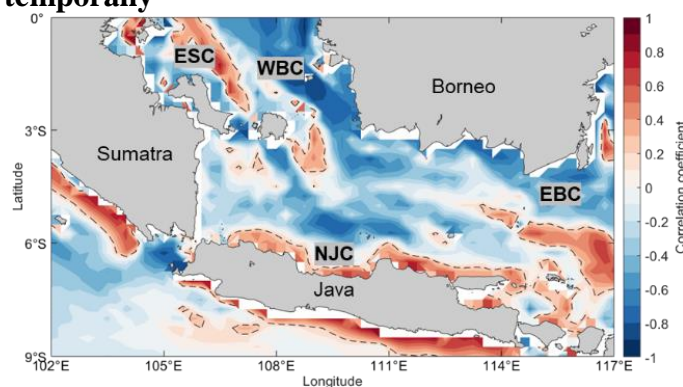 temporally
ESC
WBC
Borneo
Sumatra
EBC
NJC
Java
0°
3°S
6°S
9°S
Latitude
102°E
105°E
108°E
111°E
114°E
117°E
Longitude
1
0.8
0.6
0.4
0.2
0
-0.2
-0.4
-0.6
-0.8
-1
Correlation coefficient